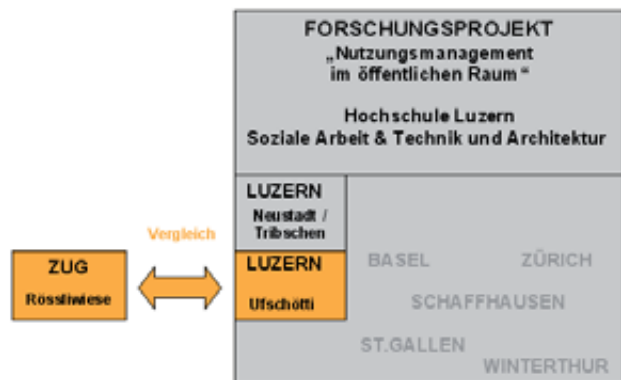 FORSCHUNGSPROJEKT
„Nutzungsmanagement
im öffentlichen Raum“
Hochschule Luzern
Soziale Arbeit & Technik und Architektur
LUZERN
Neustadt /
Tribschen
Vergleich
ZUG
Rössliwiese
LUZERN
Ufschötti
BASEL
ZÜRICH
SCHAFFHAUSEN
ST.GALLEN
WINTERTHUR